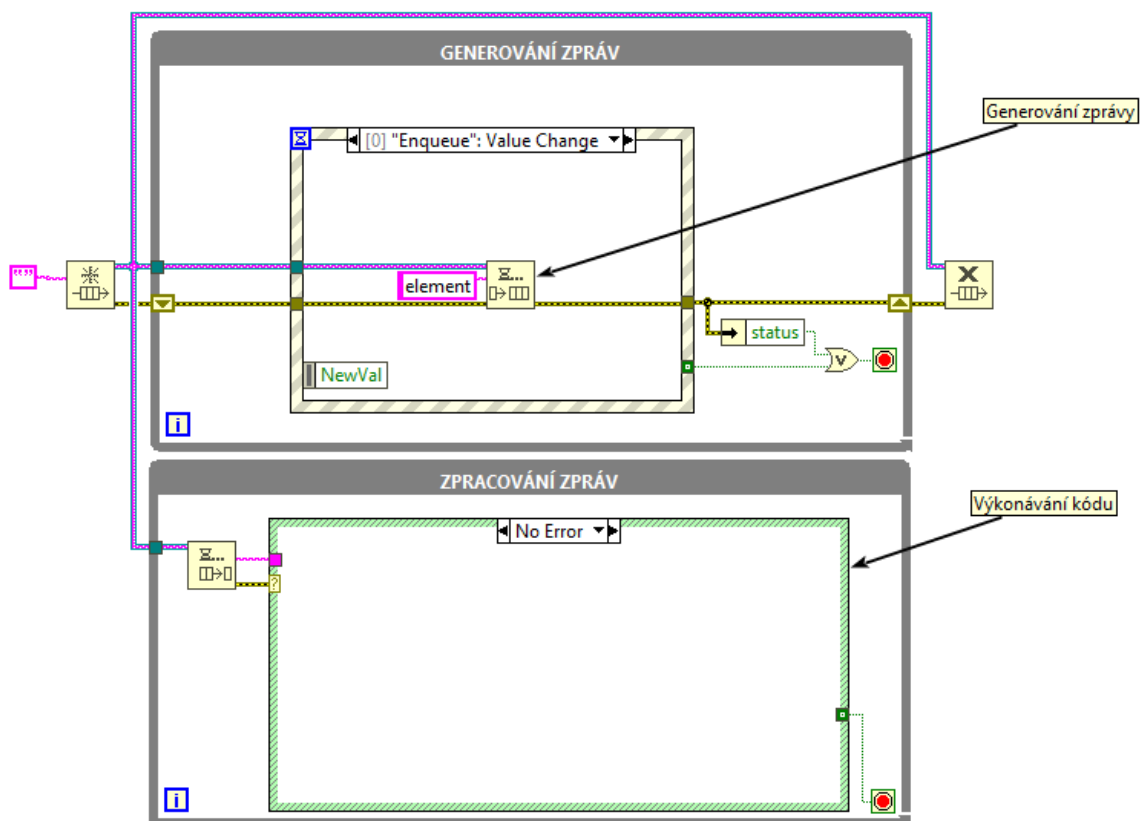 GENEROVÁNÍ ZPRÁV
Generování zprávy
[0] "Enqueue": Value Change
""
element
status
V
NewVal
i
ZPRACOVÁNÍ ZPRÁV
Výkonávání kódu
No Error
?
i